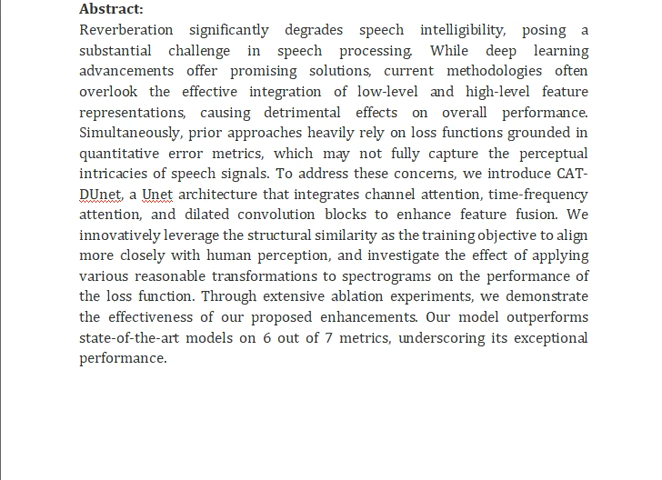 Abstract:
Reverberation significantly degrades speech intelligibility, posing a
substantial challenge in speech processing. While deep learning
advancements offer promising solutions, current methodologies often
overlook the effective integration of low-level and high-level feature
representations, causing detrimental effects on overall performance.
Simultaneously, prior approaches heavily rely on loss functions grounded in
quantitative error metrics, which may not fully capture the perceptual
intricacies of speech signals. To address these concerns, we introduce CAT-
DUnet, a Unet architecture that integrates channel attention, time-frequency
attention, and dilated convolution blocks to enhance feature fusion. We
innovatively leverage the structural similarity as the training objective to align
more closely with human perception, and investigate the effect of applying
various reasonable transformations to spectrograms on the performance of
the loss function. Through extensive ablation experiments, we demonstrate
the effectiveness of our proposed enhancements. Our model outperforms
state-of-the-art models on 6 out of 7 metrics, underscoring its exceptional
performance.